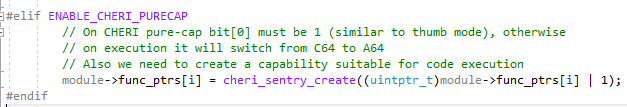 #elif ENABLE_CHERI_PURECAP
// On CHERI pure-cap bit[0] must be 1 (similar to thumb mode), otherwise
// on execution it will switch from C64 to A64
// Also we need to create a capability suitable for code execution
module->func_ptrs[i] = cheri_sentry_create((uintptr_t)module->func_ptrs[i] | 1);
#endif